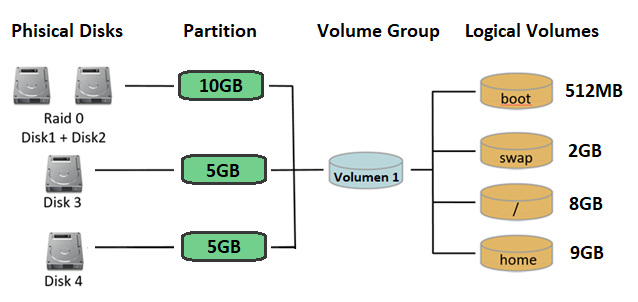 Phisical Disks Partition Volume Group Logical Volumes
10GB
Raid 0
Disk1 + Disk2
boot 512MB
5GB
Disk 3
Volumen 1
swap 2GB
/ 8GB
5GB
Disk 4
home 9GB